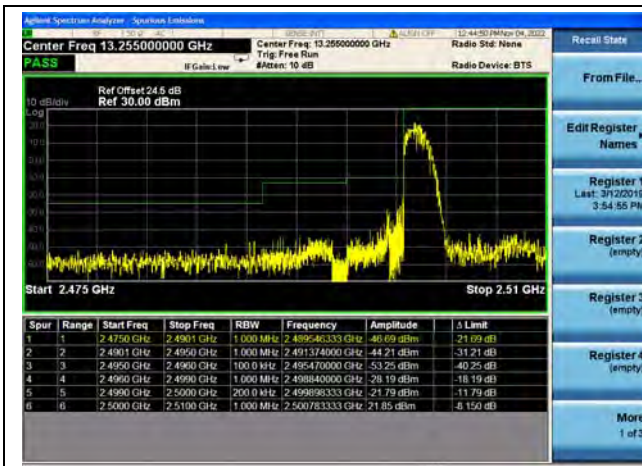 Agilent Spectrum Analyzer - Spurious Emissions
12:44:50 PM Nov 04, 2022
Center Freq 13.255000000 GHz
Center Freq: 13.255000000 GHz
Radio Std: None
Trig: Free Run
PASS
IFGain:Low
#Atten: 10 dB
Radio Device: BTS
Ref Offset 24.5 dB
10 dB/div
Ref 30.00 dBm
Log
Start 2.475 GHz
Stop 2.51 GHz
Spur Range Start Freq Stop Freq RBW Frequency Amplitude Δ Limit
1 1 2.4750 GHz 2.4901 GHz 1.000 MHz 2.489546333 GHz -46.69 dBm -21.69 dB
2 2 2.4901 GHz 2.4950 GHz 1.000 MHz 2.491374000 GHz -44.21 dBm -31.21 dB
3 3 2.4950 GHz 2.4960 GHz 100.0 kHz 2.495470000 GHz -53.25 dBm -40.25 dB
4 4 2.4960 GHz 2.4990 GHz 1.000 MHz 2.498840000 GHz -28.19 dBm -18.19 dB
5 5 2.4990 GHz 2.5000 GHz 200.0 kHz 2.499898333 GHz -21.79 dBm -11.79 dB
6 6 2.5000 GHz 2.5100 GHz 1.000 MHz 2.500783333 GHz 21.85 dBm -8.150 dB
Recall State
From File...
Edit Register
Names
Register 1
Last: 3/12/2019
3:54:55 PM
Register 2
(empty)
Register 3
(empty)
Register 4
(empty)
More
1 of 3